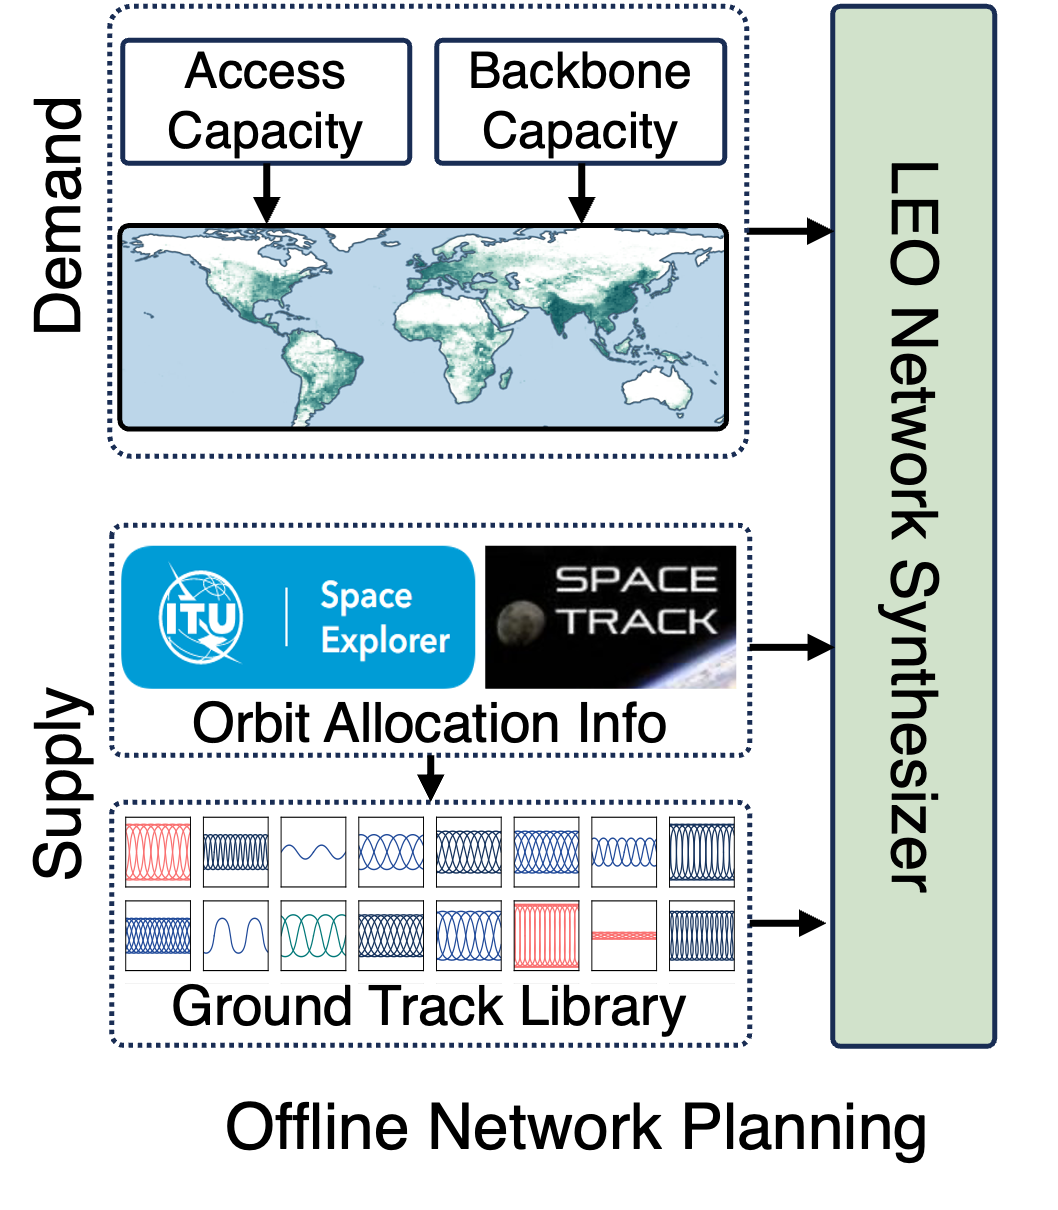 Demand
Access
Capacity
Backbone
Capacity
Supply
ITU
Space
Explorer
SPACE
TRACK
Orbit Allocation Info
Ground Track Library
LEO Network Synthesizer
Offline Network Planning